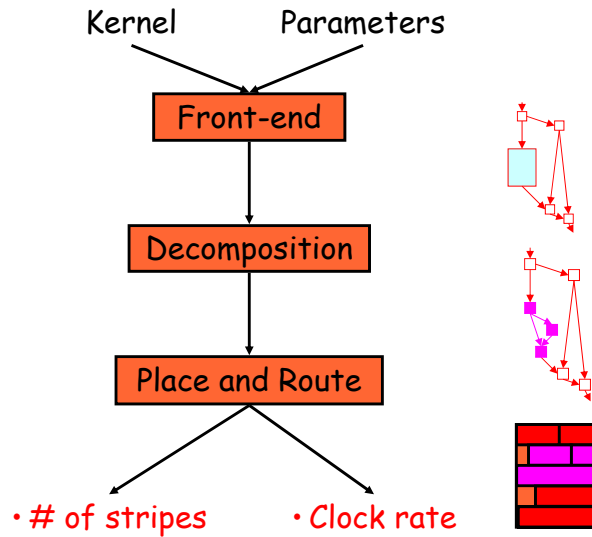 Kernel Parameters
Front-end
Decomposition
Place and Route
• # of stripes • Clock rate